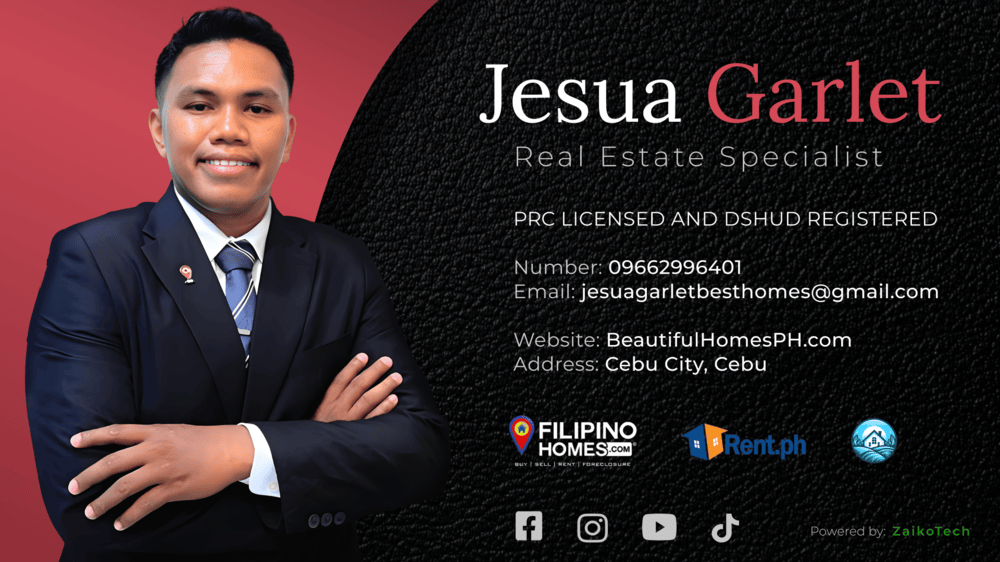 Jesua Garlet
Real Estate Specialist
PRC LICENSED AND DSHUD REGISTERED
Number: 09662996401
Email: jesuagarletbesthomes@gmail.com
Website: BeautifulHomesPH.com
Address: Cebu City, Cebu
FILIPINO
HOMES.COM
BUY | SELL | RENT | FORECLOSURE
Rent.ph
Powered by: ZaikoTech